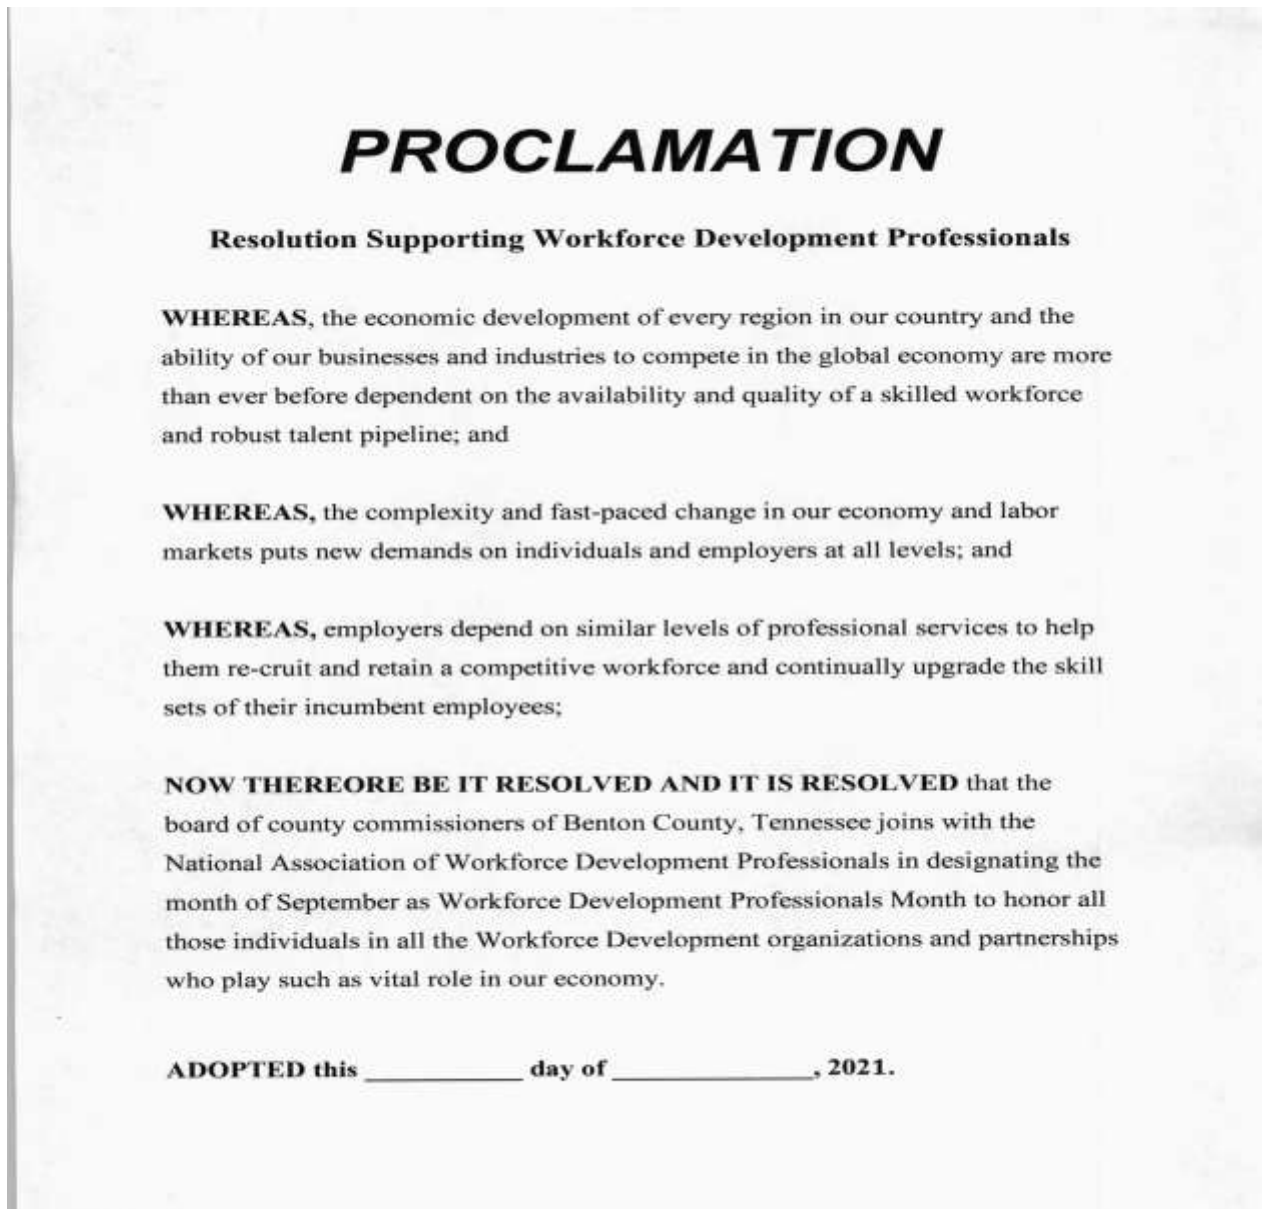 PROCLAMATION
Resolution Supporting Workforce Development Professionals
WHEREAS, the economic development of every region in our country and the
ability of our businesses and industries to compete in the global economy are more
than ever before dependent on the availability and quality of a skilled workforce
and robust talent pipeline; and
WHEREAS, the complexity and fast-paced change in our economy and labor
markets puts new demands on individuals and employers at all levels; and
WHEREAS, employers depend on similar levels of professional services to help
them re-cruit and retain a competitive workforce and continually upgrade the skill
sets of their incumbent employees;
NOW THEREORE BE IT RESOLVED AND IT IS RESOLVED that the
board of county commissioners of Benton County, Tennessee joins with the
National Association of Workforce Development Professionals in designating the
month of September as Workforce Development Professionals Month to honor all
those individuals in all the Workforce Development organizations and partnerships
who play such as vital role in our economy.
ADOPTED this ____________ day of ________________, 2021.